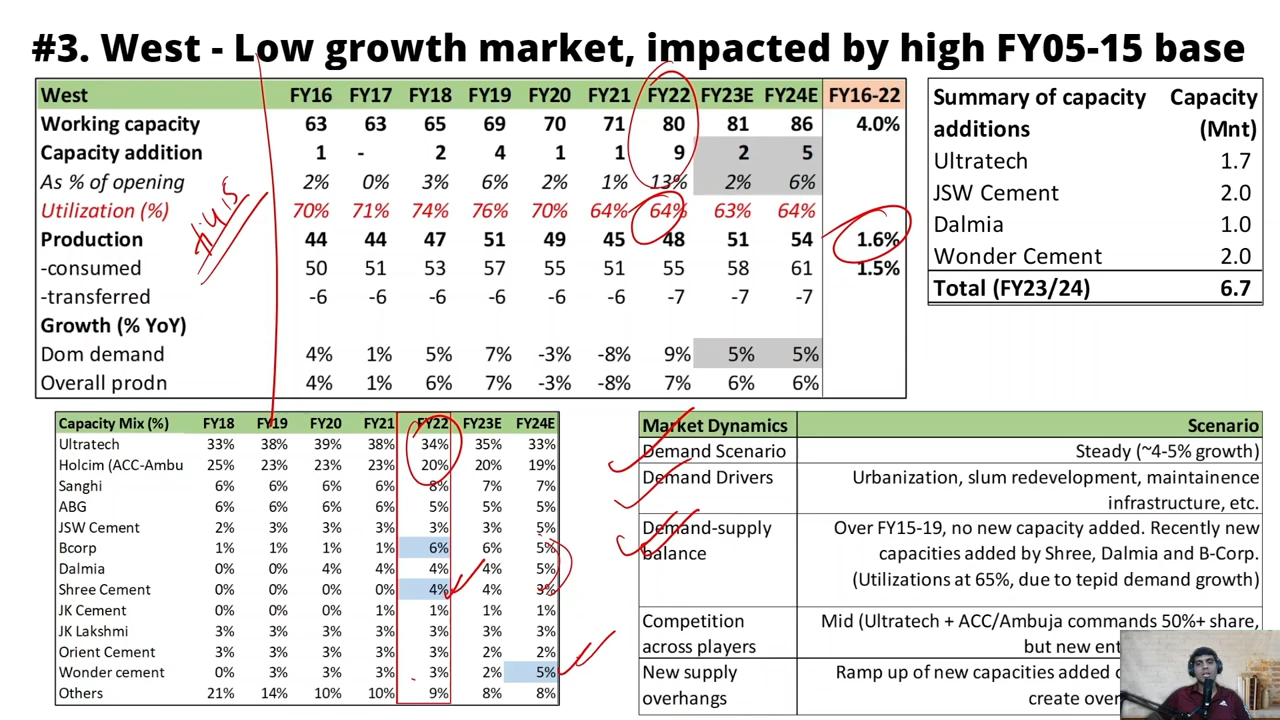 #3. West - Low growth market, impacted by high FY05-15 base
West FY16 FY17 FY18 FY19 FY20 FY21 FY22 FY23E FY24E FY16-22
Working capacity 63 63 65 69 70 71 80 81 86 4.0%
Capacity addition 1 - 2 4 1 1 9 2 5
As % of opening 2% 0% 3% 6% 2% 1% 13% 2% 6%
Utilization (%) 70% 71% 74% 76% 70% 64% 64% 63% 64%
Production 44 44 47 51 49 45 48 51 54 1.6%
-consumed 50 51 53 57 55 51 55 58 61 1.5%
-transferred -6 -6 -6 -6 -6 -6 -7 -7 -7
Growth (% YoY)
Dom demand 4% 1% 5% 7% -3% -8% 9% 5% 5%
Overall prodn 4% 1% 6% 7% -3% -8% 7% 6% 6%
Summary of capacity Capacity
additions (Mnt)
Ultratech 1.7
JSW Cement 2.0
Dalmia 1.0
Wonder Cement 2.0
Total (FY23/24) 6.7
Capacity Mix (%) FY18 FY19 FY20 FY21 FY22 FY23E FY24E
Ultratech 33% 38% 39% 38% 34% 35% 33%
Holcim (ACC-Ambu 25% 23% 23% 23% 20% 20% 19%
Sanghi 6% 6% 6% 6% 8% 7% 7%
ABG 6% 6% 6% 6% 5% 5% 5%
JSW Cement 2% 3% 3% 3% 3% 3% 5%
Bcorp 1% 1% 1% 1% 6% 6% 5%
Dalmia 0% 0% 4% 4% 4% 4% 5%
Shree Cement 0% 0% 0% 0% 4% 4% 3%
JK Cement 0% 0% 0% 1% 1% 1% 1%
JK Lakshmi 3% 3% 3% 3% 3% 3% 3%
Orient Cement 3% 3% 3% 3% 3% 2% 2%
Wonder cement 0% 3% 3% 3% 3% 2% 5%
Others 21% 14% 10% 10% 9% 8% 8%
Market Dynamics Scenario
Demand Scenario Steady (~4-5% growth)
Demand Drivers Urbanization, slum redevelopment, maintainence
infrastructure, etc.
Demand-supply Over FY15-19, no new capacity added. Recently new
balance capacities added by Shree, Dalmia and B-Corp.
(Utilizations at 65%, due to tepid demand growth)
Competition Mid (Ultratech + ACC/Ambuja commands 50%+ share,
across players but new
New supply Ramp up of new capacities added
overhangs create